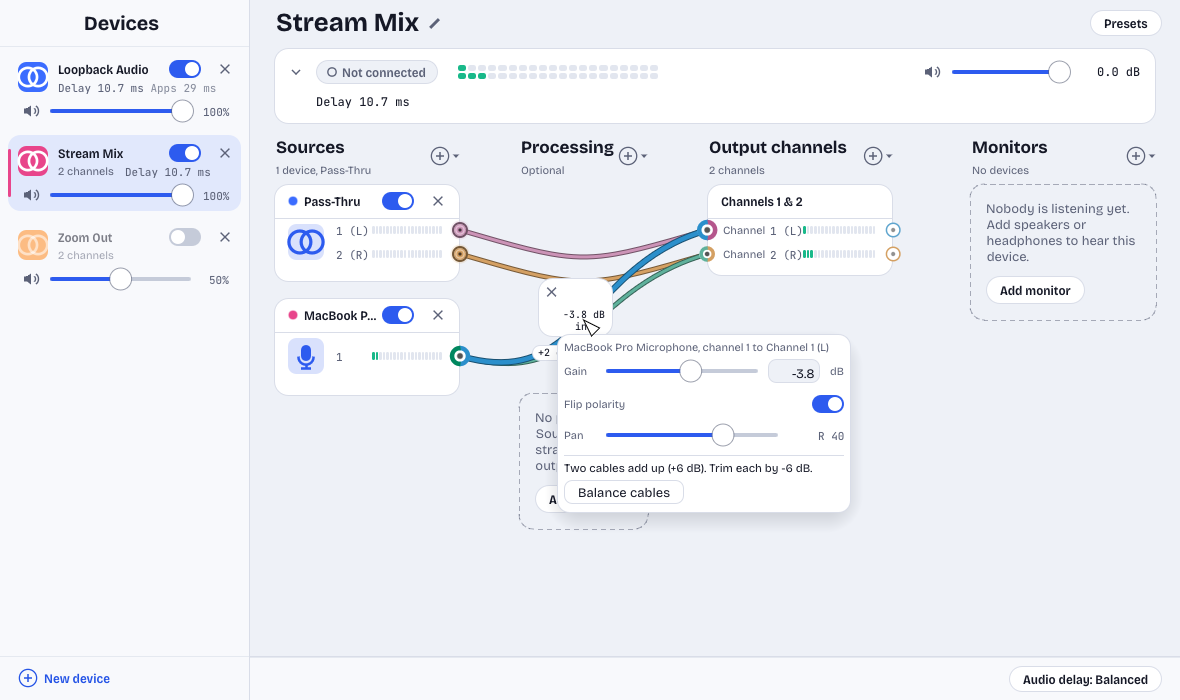 Devices
Loopback Audio
Delay 10.7 ms Apps 29 ms
100%
Stream Mix
2 channels Delay 10.7 ms
100%
Zoom Out
2 channels
50%
New device
Stream Mix
Presets
Not connected
0.0 dB
Delay 10.7 ms
Sources
1 device, Pass-Thru
Processing
Optional
Output channels
2 channels
Monitors
No devices
Pass-Thru
1 (L)
2 (R)
MacBook P...
1
Channels 1 & 2
Channel 1 (L)
Channel 2 (R)
Nobody is listening yet.
Add speakers or
headphones to hear this
device.
Add monitor
-3.8 dB
in
+2
No
Sou
stra
out
A
MacBook Pro Microphone, channel 1 to Channel 1 (L)
Gain
-3.8
dB
Flip polarity
Pan
R 40
Two cables add up (+6 dB). Trim each by -6 dB.
Balance cables
Audio delay: Balanced